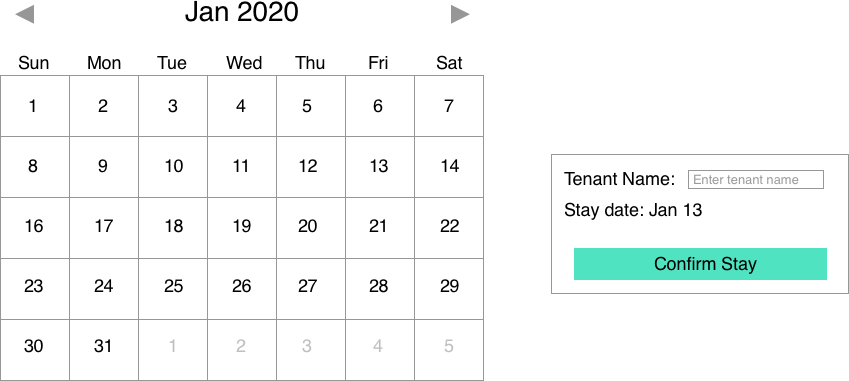 Jan 2020
Sun Mon Tue Wed Thu Fri Sat
1 2 3 4 5 6 7
8 9 10 11 12 13 14
16 17 18 19 20 21 22
23 24 25 26 27 28 29
30 31 1 2 3 4 5
Tenant Name: Enter tenant name
Stay date: Jan 13
Confirm Stay